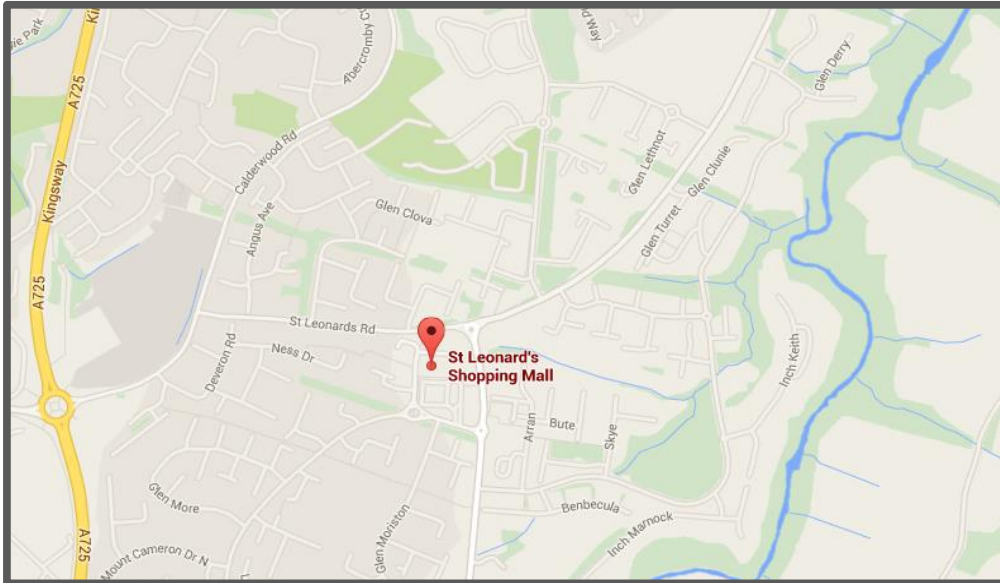 Kingsway
A725
Abercromby
Glen Derry
Calderwood Rd
Glen Lethnot
Glen Clunie
Glen Clova
Angus Ave
Glen Turret
A725
St Leonards Rd
Ness Dr
Deveron Rd
St Leonard's
Shopping Mall
Inch Keith
Arran
Bute
Skye
Glen More
Benbecula
Inch Marnock
Glen Moriston
Mount Cameron Dr N
A725